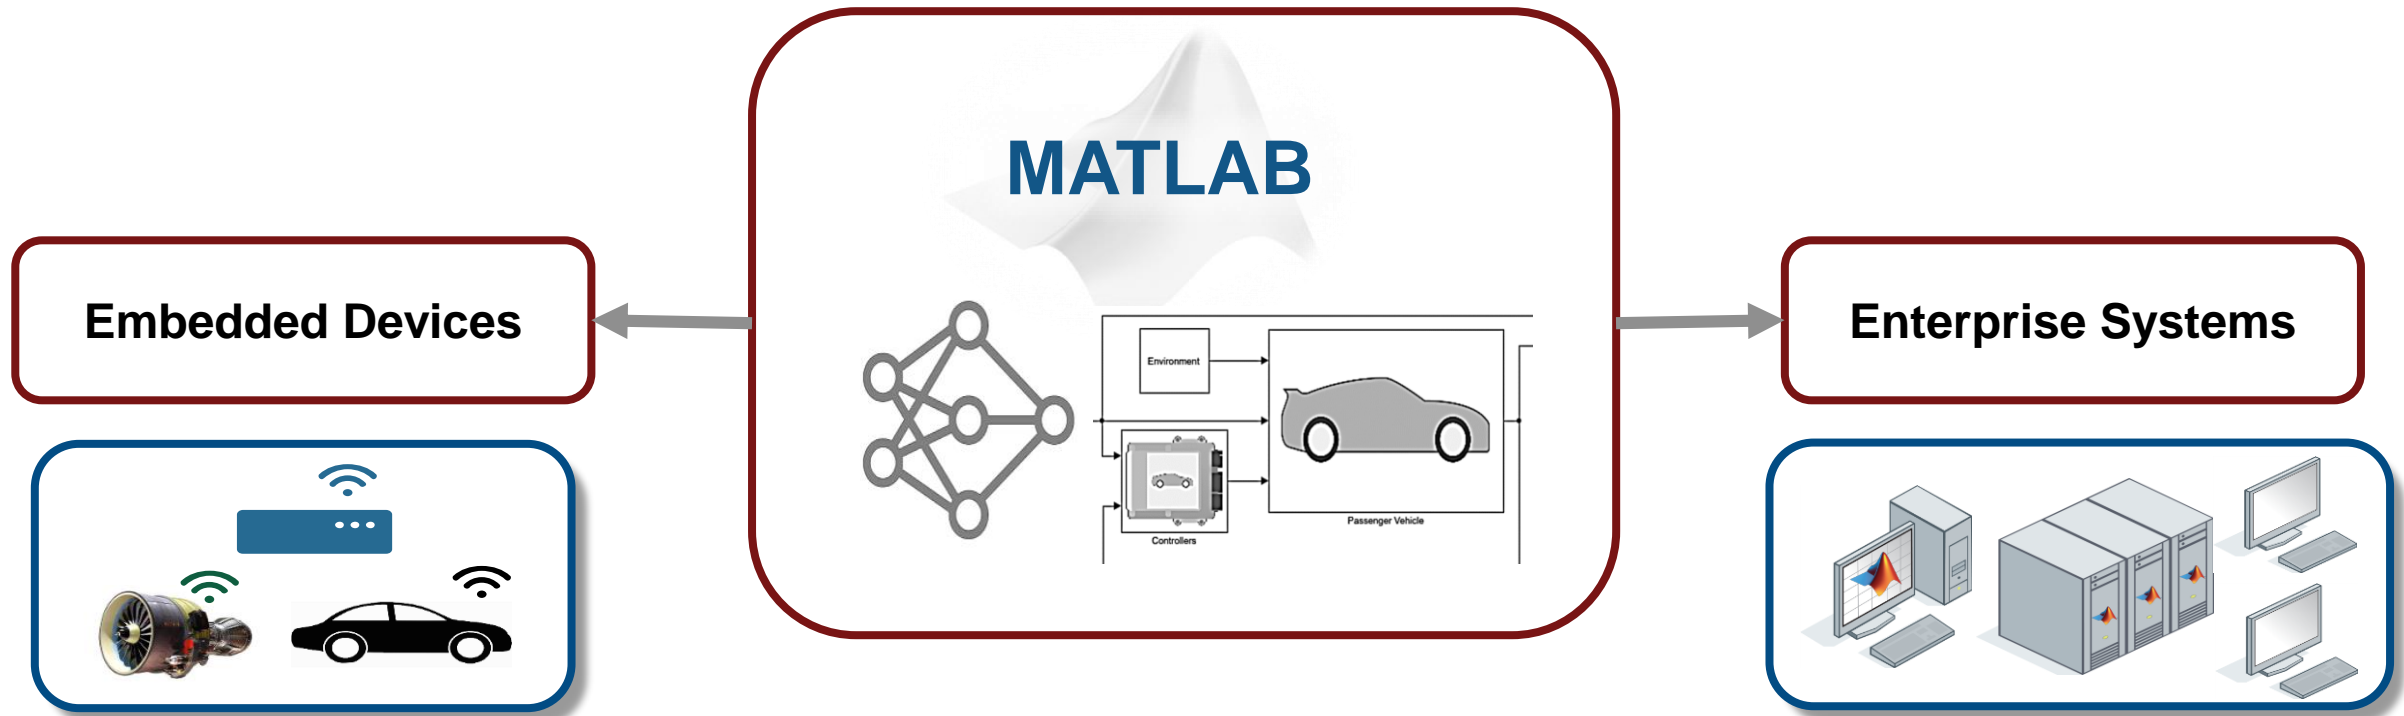 MATLAB
Embedded Devices
Enterprise Systems
Environment
Passenger Vehicle
Controllers